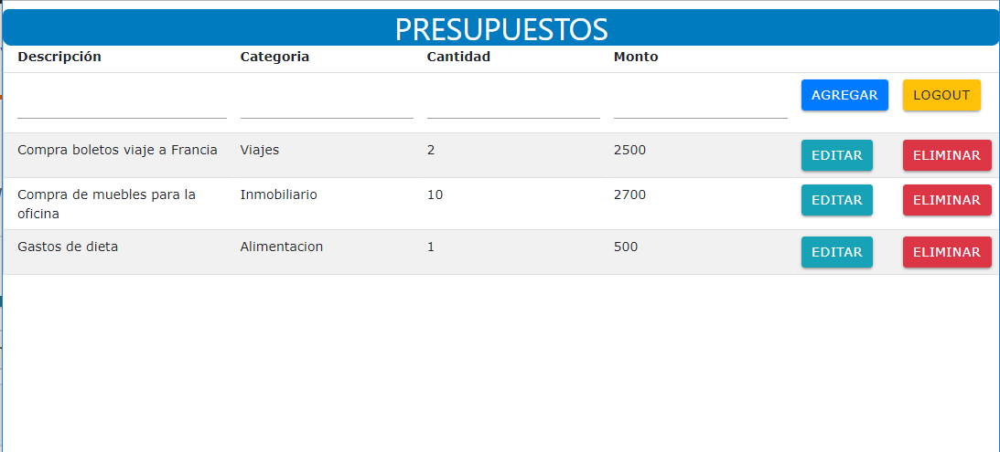 PRESUPUESTOS
Descripción Categoria Cantidad Monto
AGREGAR LOGOUT
Compra boletos viaje a Francia Viajes 2 2500 EDITAR ELIMINAR
Compra de muebles para la Inmobiliario 10 2700 EDITAR ELIMINAR
oficina
Gastos de dieta Alimentacion 1 500 EDITAR ELIMINAR